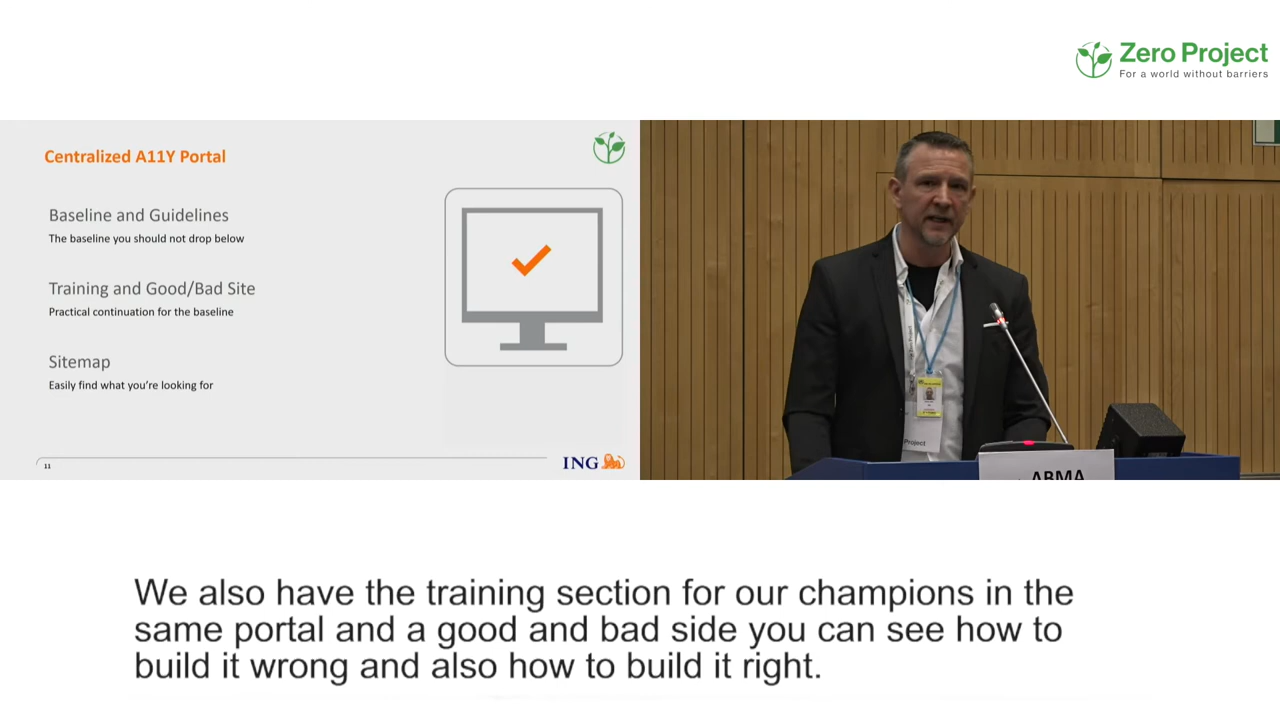 Zero Project
For a world without barriers
Centralized A11Y Portal
Baseline and Guidelines
The baseline you should not drop below
Training and Good/Bad Site
Practical continuation for the baseline
Sitemap
Easily find what you're looking for
11
ING
Project
ABMA
We also have the training section for our champions in the
same portal and a good and bad side you can see how to
build it wrong and also how to build it right.